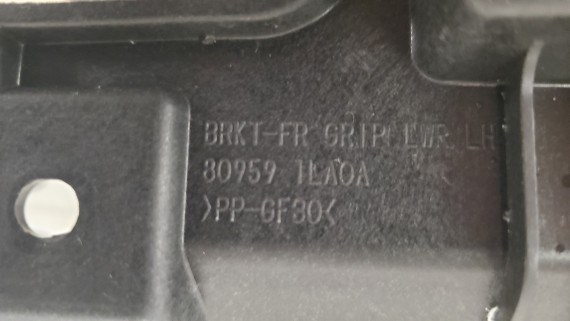 BRKT-FR GRIP LWR LH
80959 1LA0A
>PP-GF30<